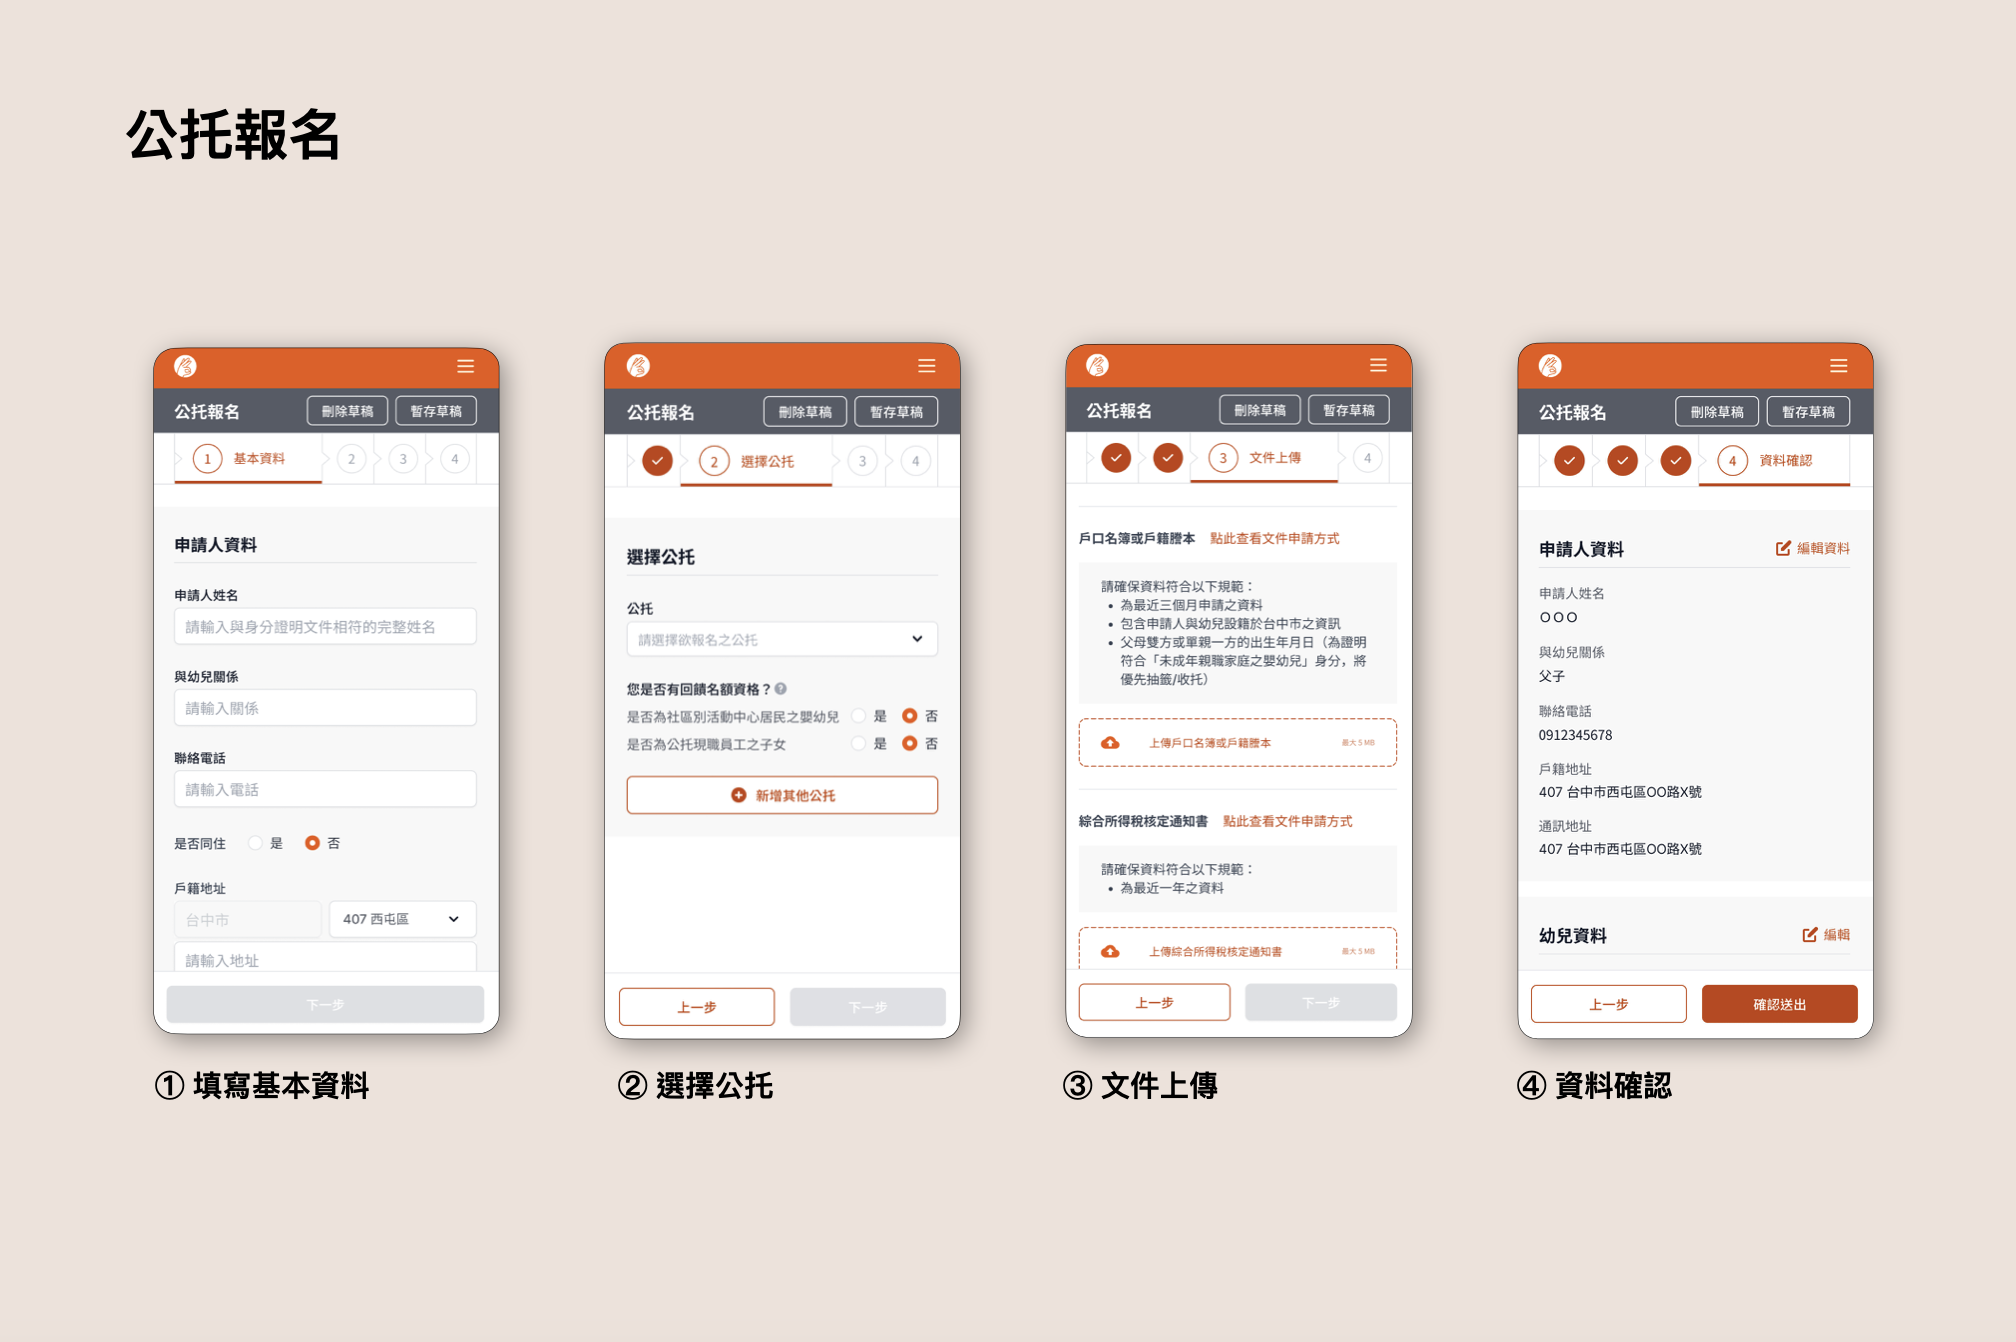 公托報名
公托報名
刪除草稿
暫存草稿
1 基本資料 2 3 4
申請人資料
申請人姓名
請輸入與身分證明文件相符的完整姓名
與幼兒關係
請輸入關係
聯絡電話
請輸入電話
是否同住 是 否
戶籍地址
台中市
407 西屯區
請輸入地址
下一步
① 填寫基本資料
公托報名
刪除草稿
暫存草稿
2 選擇公托 3 4
選擇公托
公托
請選擇欲報名之公托
您是否有回饋名額資格？
是否為社區別活動中心居民之嬰幼兒 是 否
是否為公托現職員工之子女 是 否
新增其他公托
上一步
下一步
② 選擇公托
公托報名
刪除草稿
暫存草稿
3 文件上傳 4
戶口名簿或戶籍謄本 點此查看文件申請方式
請確保資料符合以下規範：
• 為最近三個月申請之資料
• 包含申請人與幼兒設籍於台中市之資訊
• 父母雙方或單親一方的出生年月日（為證明
符合「未成年親職家庭之嬰幼兒」身分，將
優先抽籤/收托）
上傳戶口名簿或戶籍謄本 最大 5 MB
綜合所得稅核定通知書 點此查看文件申請方式
請確保資料符合以下規範：
• 為最近一年之資料
上傳綜合所得稅核定通知書 最大 5 MB
上一步
下一步
③ 文件上傳
公托報名
刪除草稿
暫存草稿
4 資料確認
申請人資料 編輯資料
申請人姓名
ＯＯＯ
與幼兒關係
父子
聯絡電話
0912345678
戶籍地址
407 台中市西屯區OO路X號
通訊地址
407 台中市西屯區OO路X號
幼兒資料 編輯
上一步
確認送出
④ 資料確認